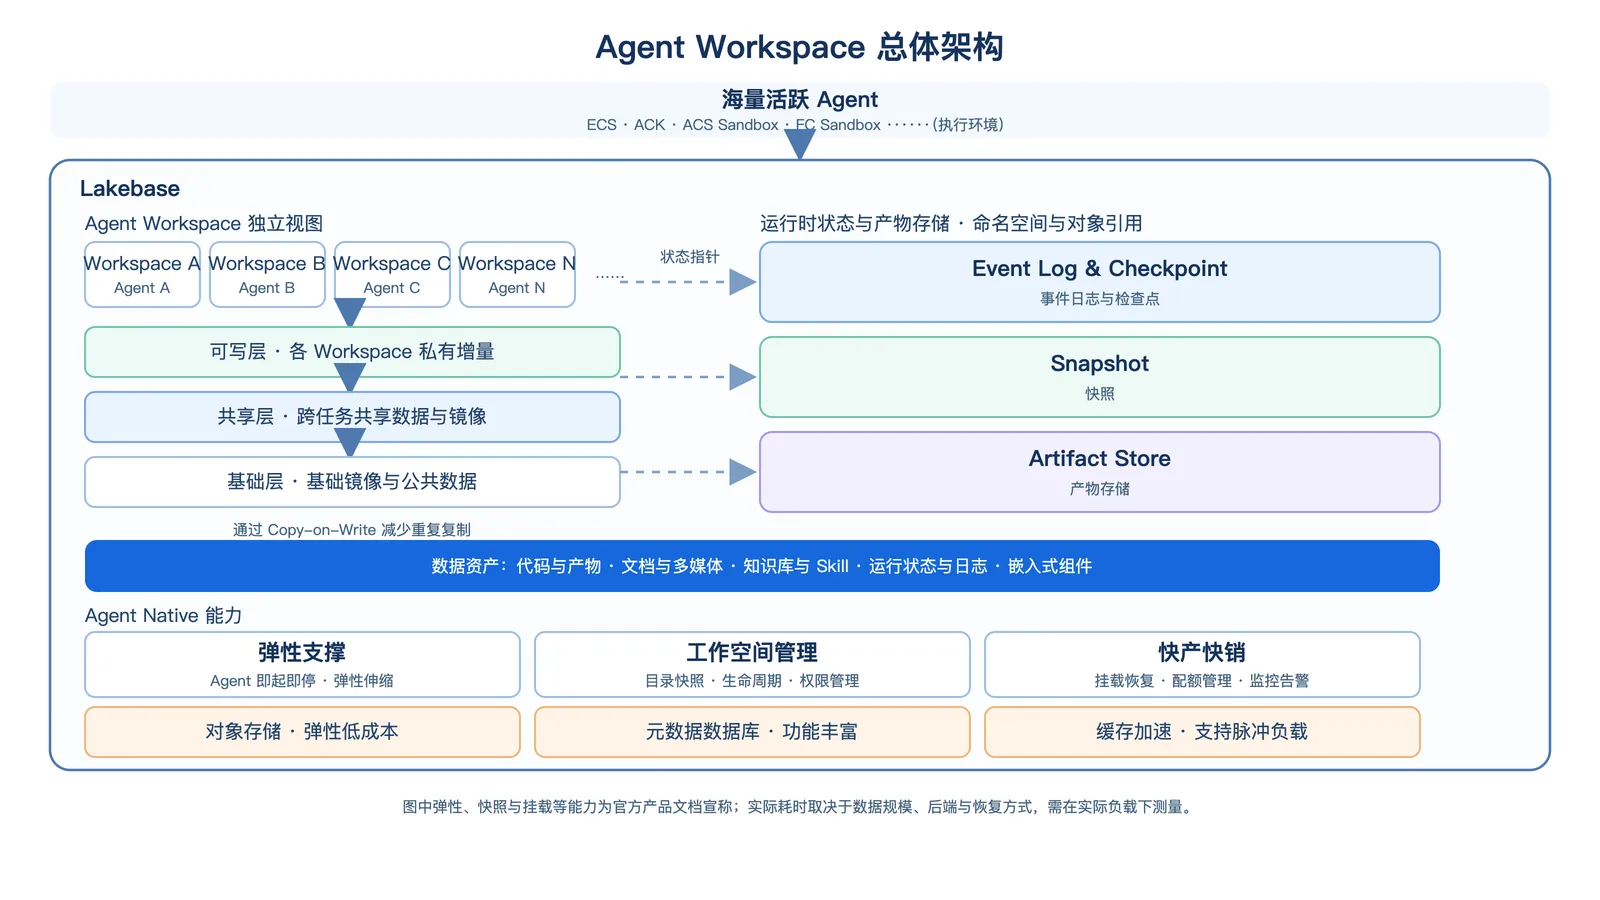 Agent Workspace 总体架构
海量活跃 Agent
ECS · ACK · ACS Sandbox · FC Sandbox ······(执行环境)
Lakebase
Agent Workspace 独立视图
Workspace A
Agent A
Workspace B
Agent B
Workspace C
Agent C
Workspace N
Agent N
······
状态指针
可写层 · 各 Workspace 私有增量
共享层 · 跨任务共享数据与镜像
基础层 · 基础镜像与公共数据
通过 Copy-on-Write 减少重复复制
运行时状态与产物存储 · 命名空间与对象引用
Event Log & Checkpoint
事件日志与检查点
Snapshot
快照
Artifact Store
产物存储
数据资产：代码与产物 · 文档与多媒体 · 知识库与 Skill · 运行状态与日志 · 嵌入式组件
Agent Native 能力
弹性支撑
Agent 即起即停 · 弹性伸缩
工作空间管理
目录快照 · 生命周期 · 权限管理
快产快销
挂载恢复 · 配额管理 · 监控告警
对象存储 · 弹性低成本
元数据数据库 · 功能丰富
缓存加速 · 支持脉冲负载
图中弹性、快照与挂载等能力为官方产品文档宣称；实际耗时取决于数据规模、后端与恢复方式，需在实际负载下测量。